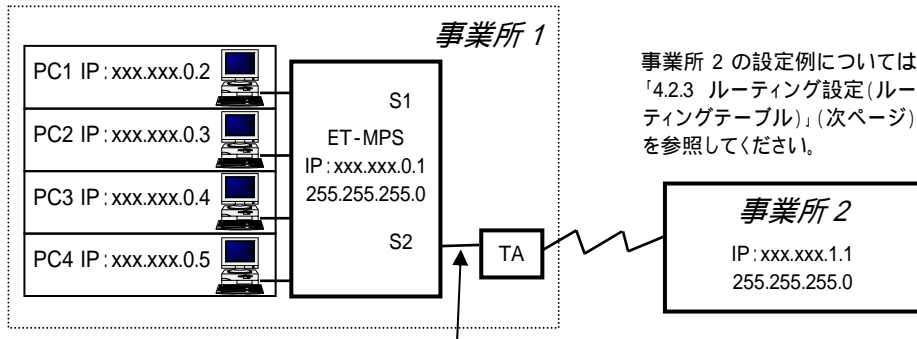 事業所 1
PC1 IP:xxx.xxx.0.2
PC2 IP:xxx.xxx.0.3
PC3 IP:xxx.xxx.0.4
PC4 IP:xxx.xxx.0.5
S1
ET-MPS
IP:xxx.xxx.0.1
255.255.255.0
S2
TA
事業所 2 の設定例については
「4.2.3 ルーティング設定(ルー
ティングテーブル)」(次ページ)
を参照してください。
事業所 2
IP:xxx.xxx.1.1
255.255.255.0